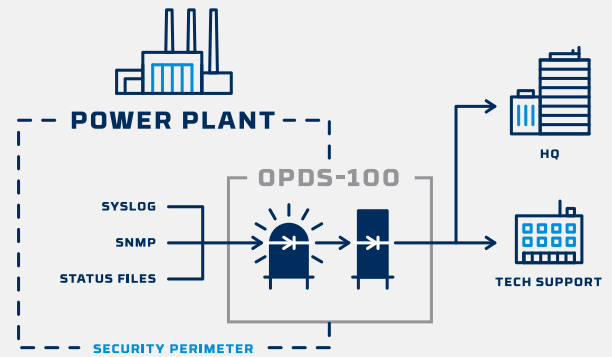 POWER PLANT
OPDS-100
SYSLOG
SNMP
STATUS FILES
HQ
TECH SUPPORT
SECURITY PERIMETER